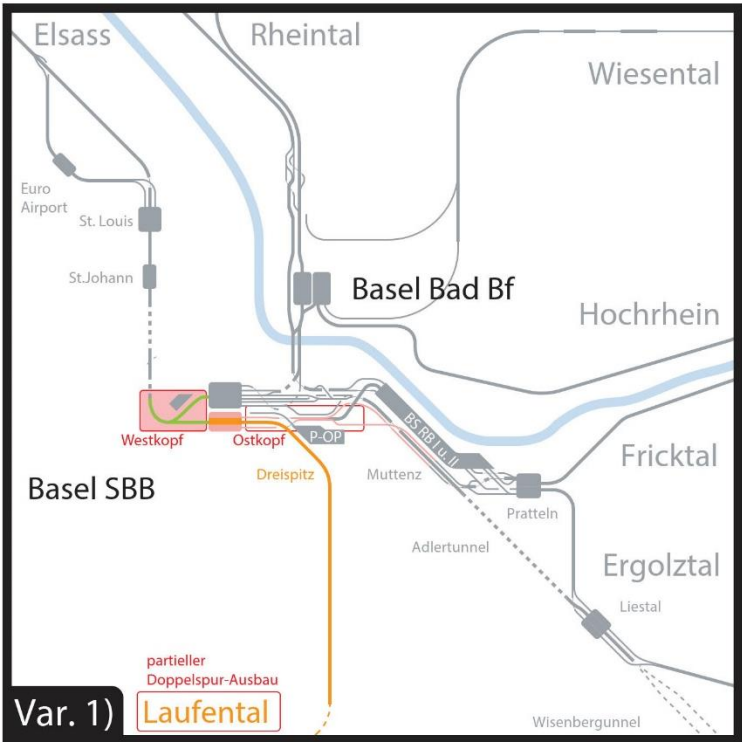 Elsass
Rheintal
Wiesental
Euro
Airport
St. Louis
St.Johann
Basel Bad Bf
Hochrhein
Westkopf
Ostkopf
P-OP
BS RB I u. II
Fricktal
Basel SBB
Dreispitz
Muttenz
Pratteln
Adlertunnel
Ergolztal
Liestal
partieller
Doppelspur-Ausbau
Var. 1)
Laufental
Wisenbergunnel